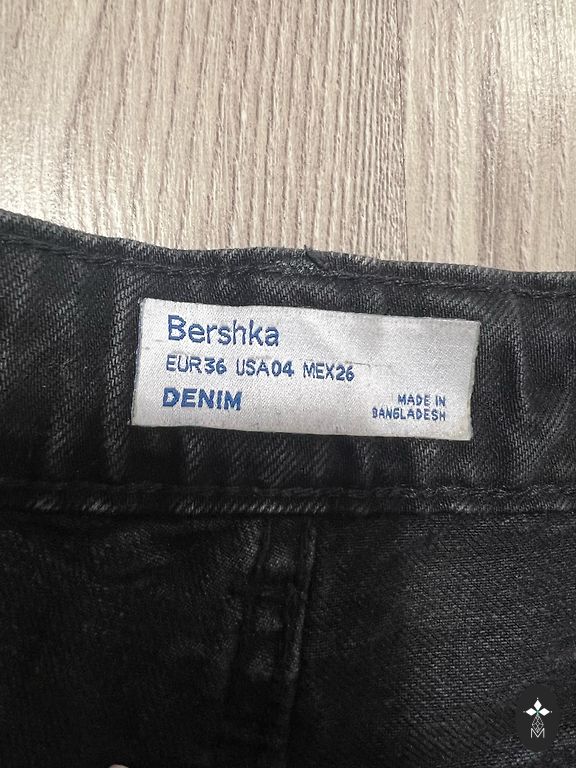 Bershka
EUR36 USA04 MEX26
DENIM
MADE IN
BANGLADESH
M